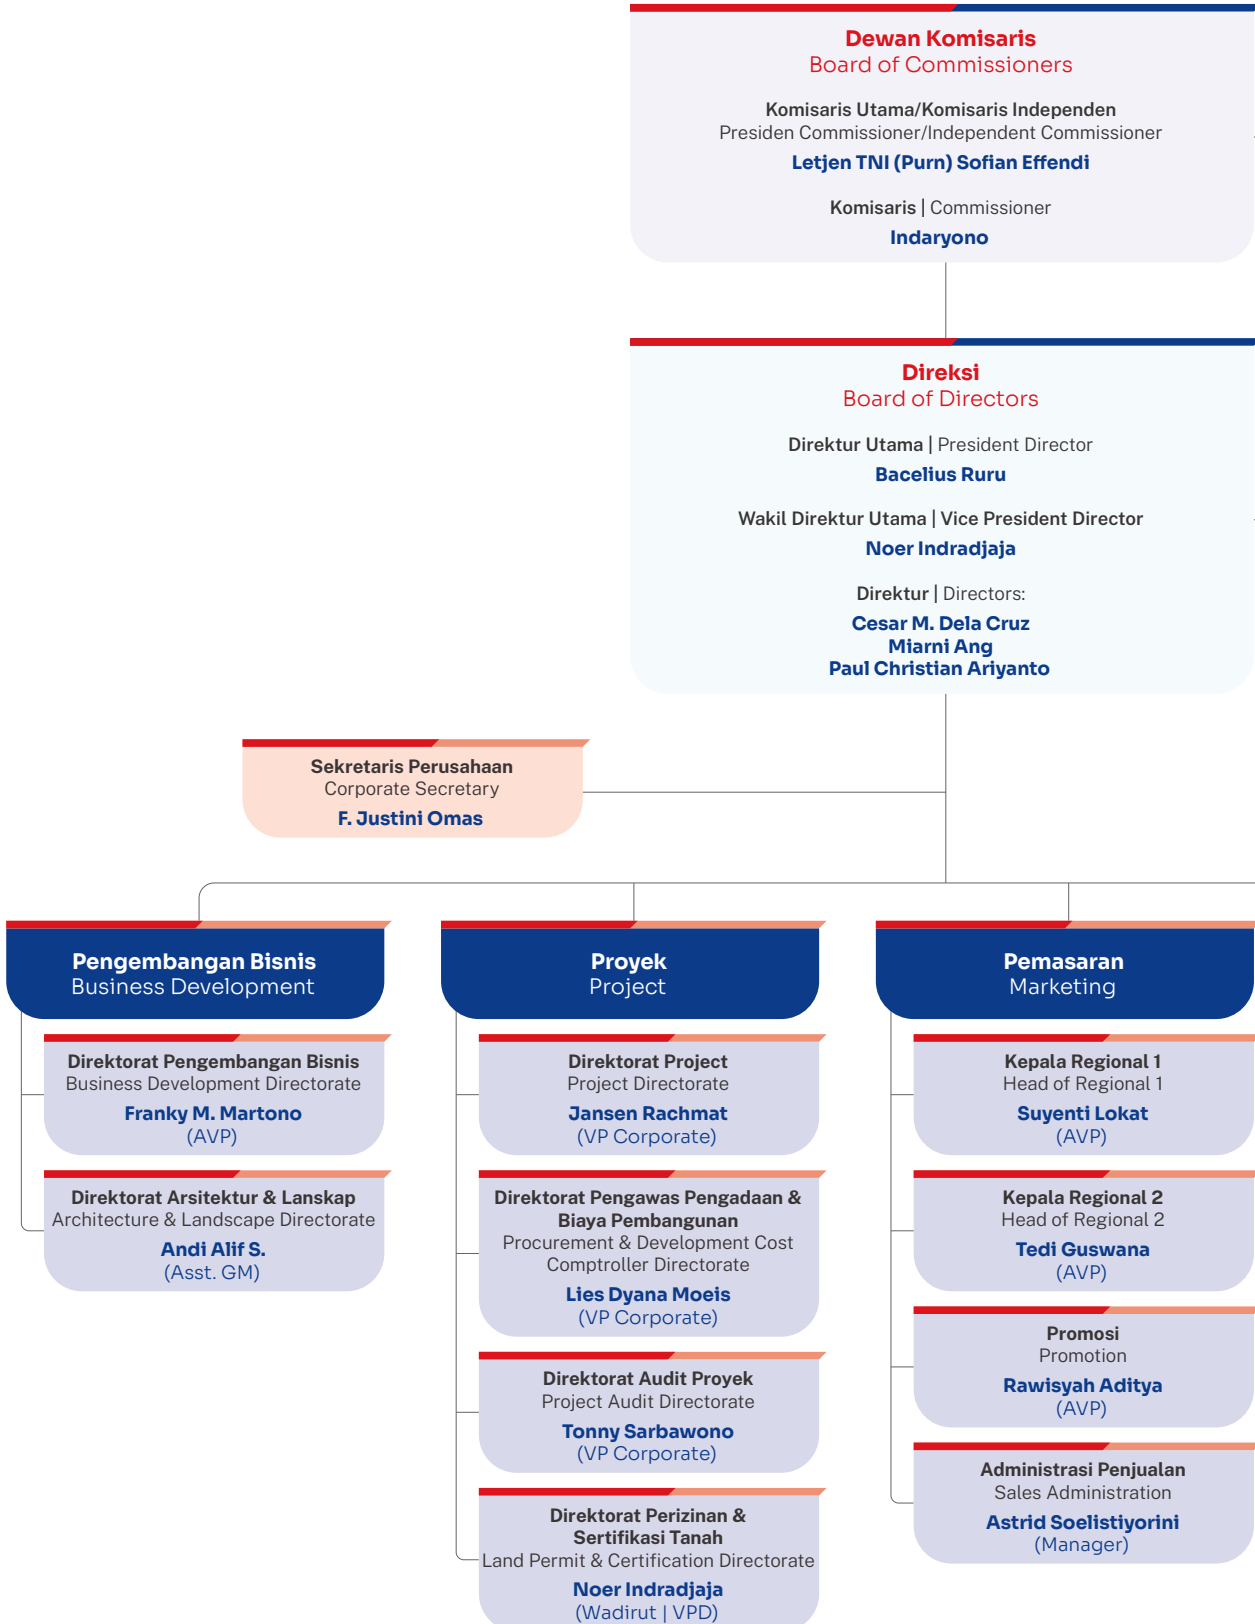 Dewan Komisaris
Board of Commissioners
Komisaris Utama/Komisaris Independen
Presiden Commissioner/Independent Commissioner
Letjen TNI (Purn) Sofian Effendi
Komisaris | Commissioner
Indaryono
Direksi
Board of Directors
Direktur Utama | President Director
Bacelius Ruru
Wakil Direktur Utama | Vice President Director
Noer Indradjaja
Direktur | Directors:
Cesar M. Dela Cruz
Miarni Ang
Paul Christian Ariyanto
Sekretaris Perusahaan
Corporate Secretary
F. Justini Omas
Pengembangan Bisnis
Business Development
Direktorat Pengembangan Bisnis
Business Development Directorate
Franky M. Martono
(AVP)
Direktorat Arsitektur & Lanskap
Architecture & Landscape Directorate
Andi Alif S.
(Asst. GM)
Proyek
Project
Direktorat Project
Project Directorate
Jansen Rachmat
(VP Corporate)
Direktorat Pengawas Pengadaan &
Biaya Pembangunan
Procurement & Development Cost
Comptroller Directorate
Lies Dyana Moeis
(VP Corporate)
Direktorat Audit Proyek
Project Audit Directorate
Tonny Sarbawono
(VP Corporate)
Direktorat Perizinan &
Sertifikasi Tanah
Land Permit & Certification Directorate
Noer Indradjaja
(Wadirut | VPD)
Pemasaran
Marketing
Kepala Regional 1
Head of Regional 1
Suyenti Lokat
(AVP)
Kepala Regional 2
Head of Regional 2
Tedi Guswana
(AVP)
Promosi
Promotion
Rawisyah Aditya
(AVP)
Administrasi Penjualan
Sales Administration
Astrid Soelistiyorini
(Manager)